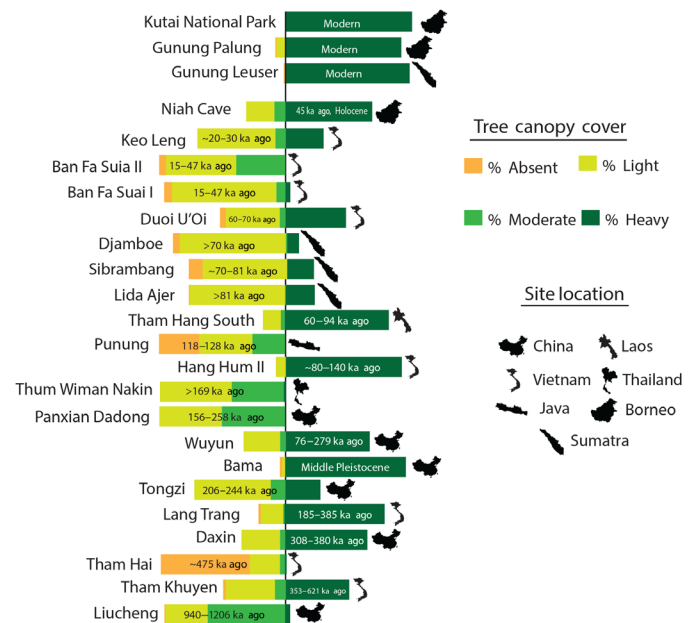 Kutai National Park Modern
Gunung Palung Modern
Gunung Leuser Modern
Niah Cave 45 ka ago, Holocene
Keo Leng ~20–30 ka ago
Ban Fa Suia II 15–47 ka ago
Ban Fa Suai I 15–47 ka ago
Duoi U'Oi 60–70 ka ago
Djamboe >70 ka ago
Sibrambang ~70–81 ka ago
Lida Ajer >81 ka ago
Tham Hang South 60–94 ka ago
Punung 118–128 ka ago
Hang Hum II ~80–140 ka ago
Thum Wiman Nakin >169 ka ago
Panxian Dadong 156–258 ka ago
Wuyun 76–279 ka ago
Bama Middle Pleistocene
Tongzi 206–244 ka ago
Lang Trang 185–385 ka ago
Daxin 308–380 ka ago
Tham Hai ~475 ka ago
Tham Khuyen 353–621 ka ago
Liucheng 940–1206 ka ago
Tree canopy cover
% Absent % Light
% Moderate % Heavy
Site location
China Laos
Vietnam Thailand
Java Borneo
Sumatra